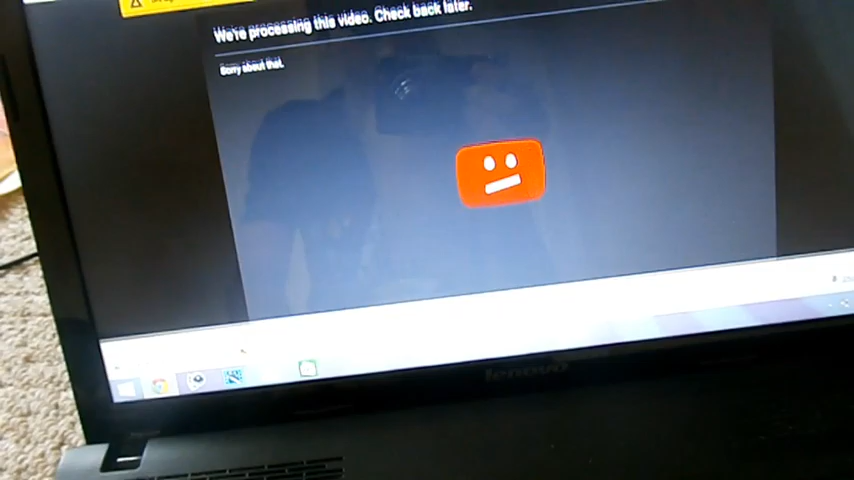 We're processing this video. Check back later.
Sorry about that.
lenovo